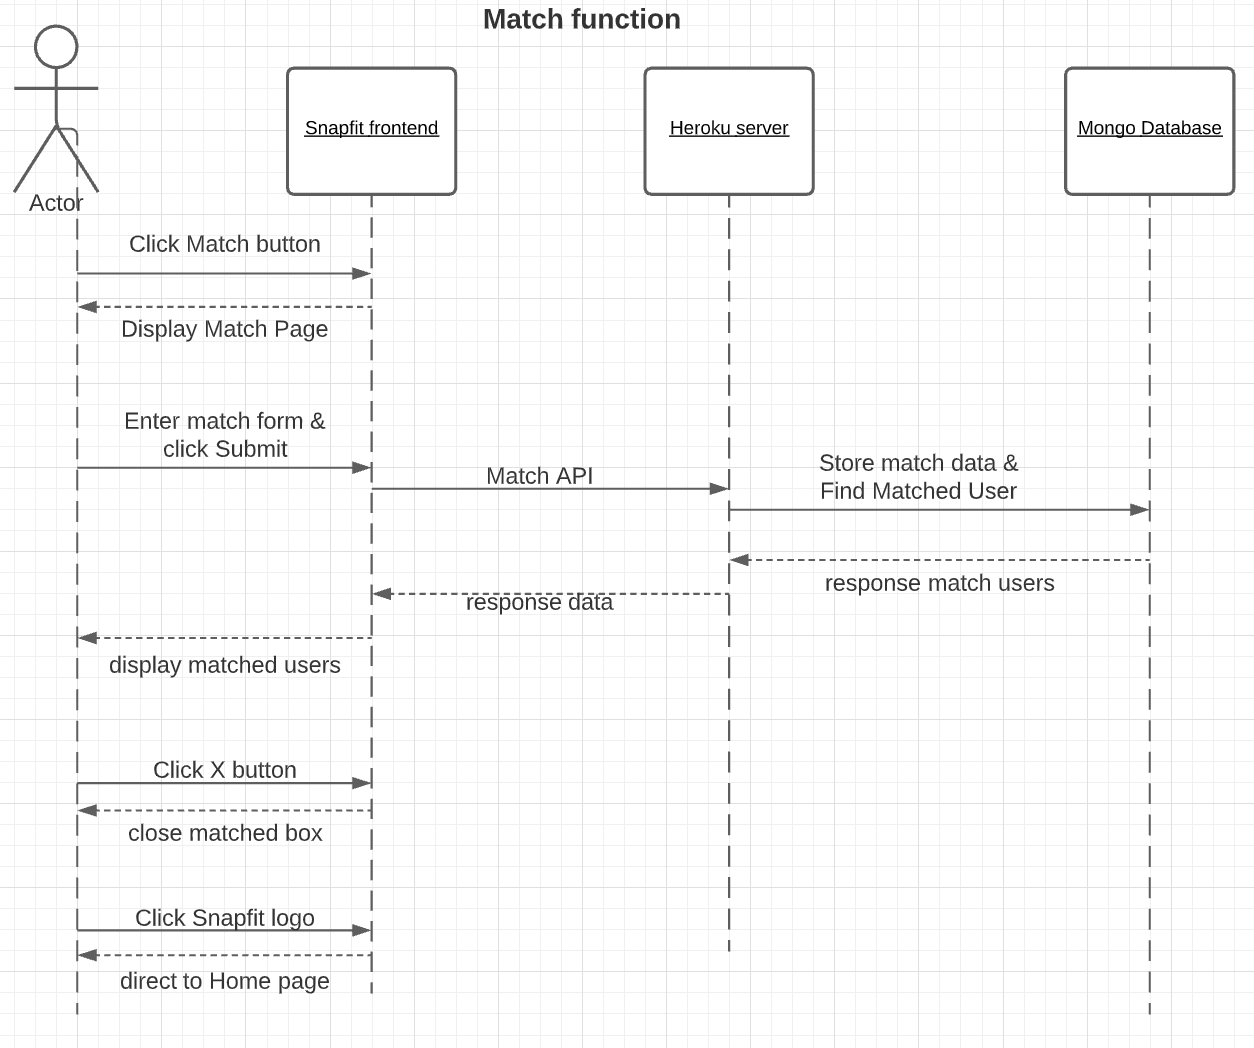 Match function
Snapfit frontend
Heroku server
Mongo Database
Actor
Click Match button
Display Match Page
Enter match form &
click Submit
Match API
Store match data &
Find Matched User
response match users
response data
display matched users
Click X button
close matched box
Click Snapfit logo
direct to Home page